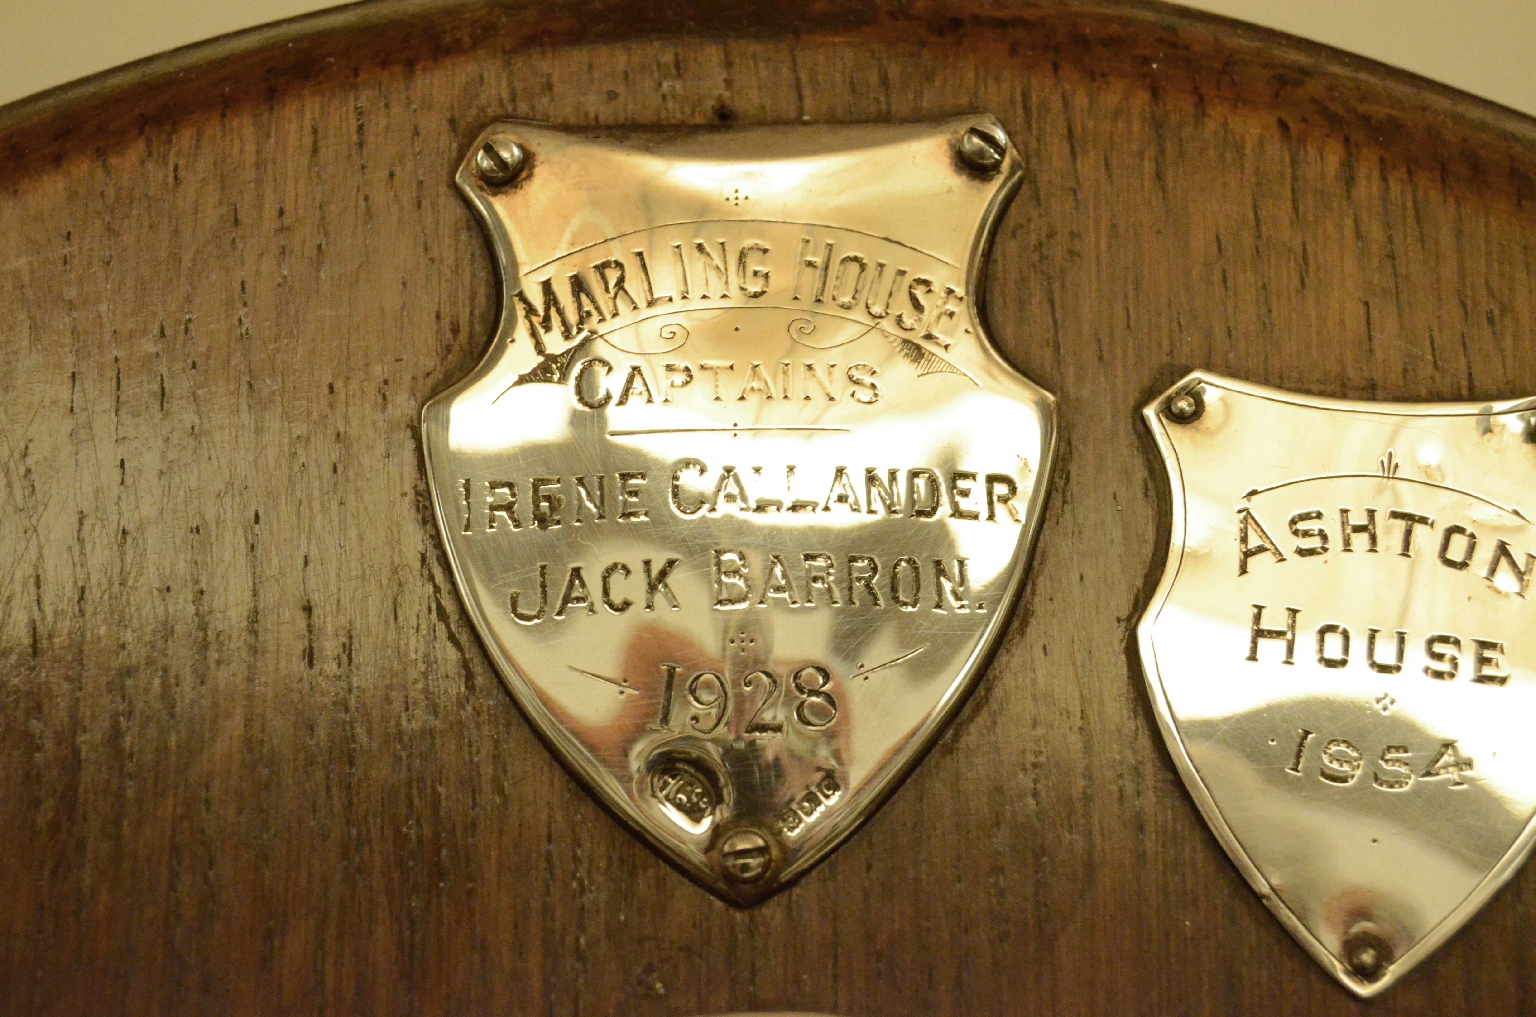 MARLING HOUSE
CAPTAINS
IRENE CALLANDER
JACK BARRON.
1928
ASHTON
HOUSE
1954